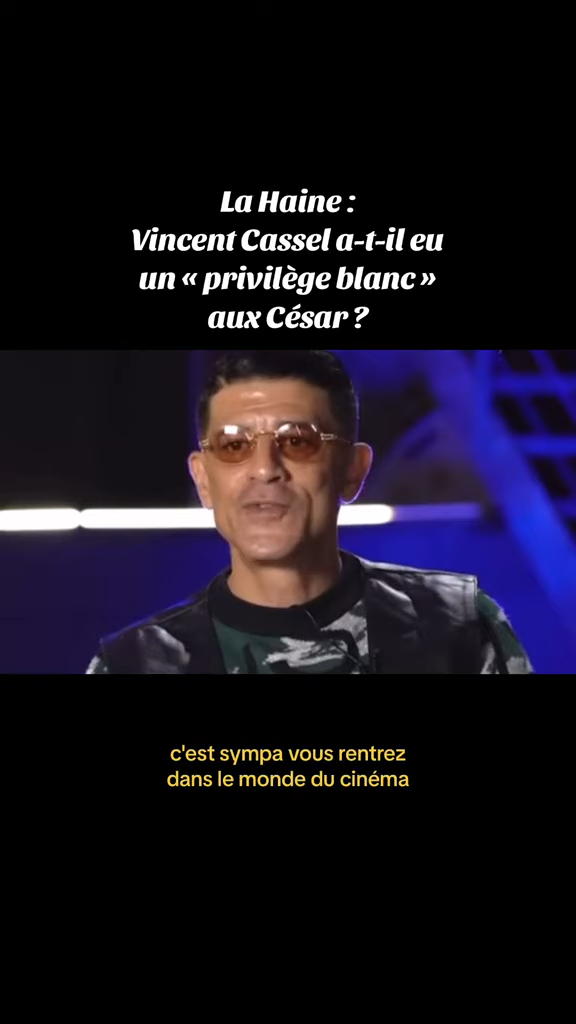 La Haine :
Vincent Cassel a-t-il eu
un « privilège blanc »
aux César ?
c'est sympa vous rentrez
dans le monde du cinéma